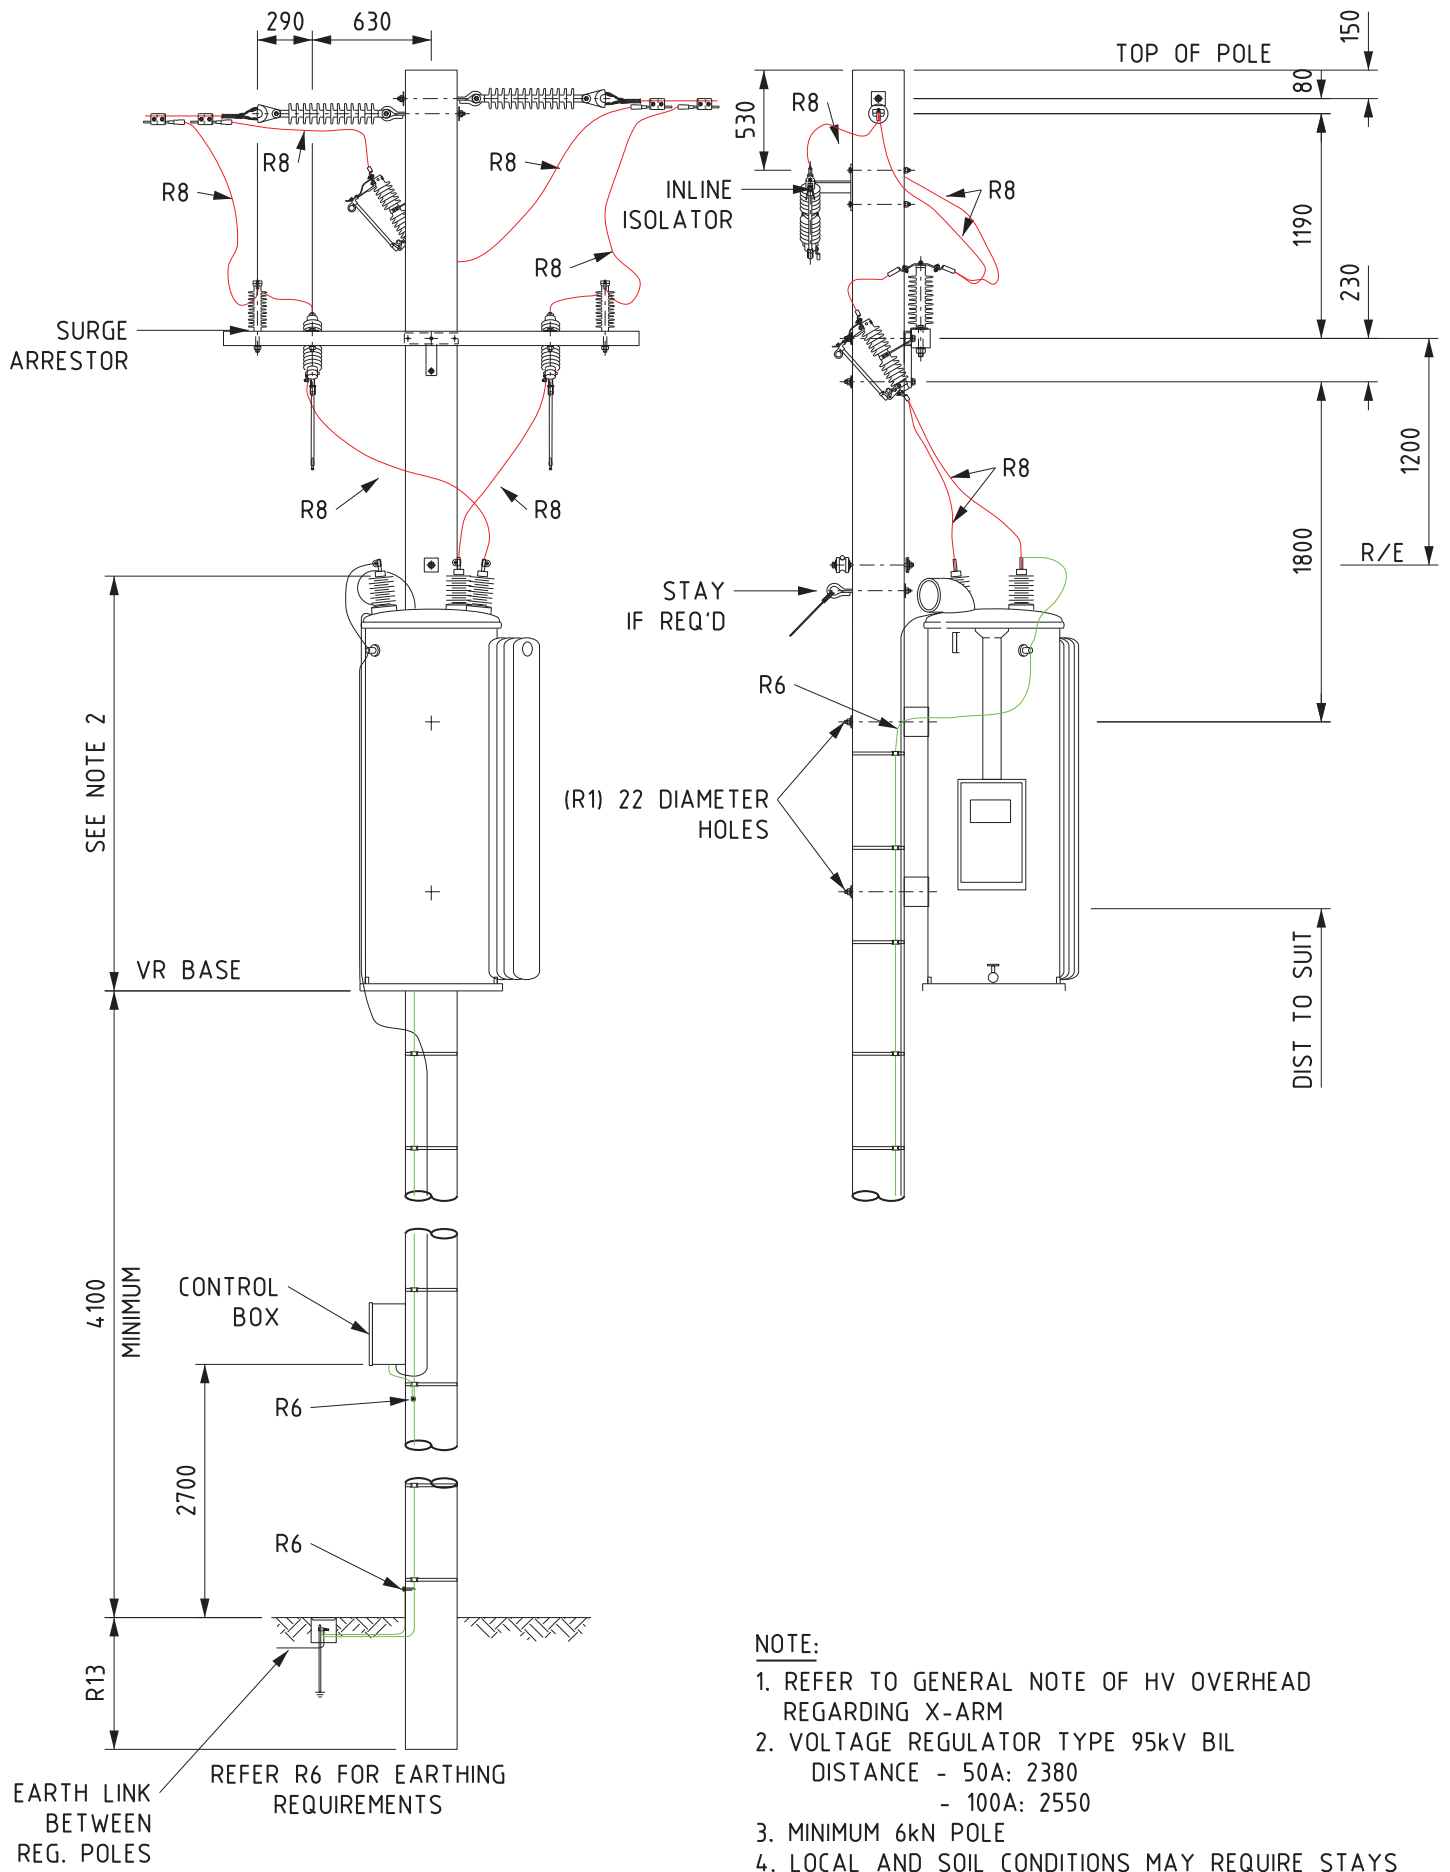 290
630
150
TOP OF POLE
80
530
R8
R8
R8
R8
R8
INLINE
ISOLATOR
R8
1190
R8
230
SURGE
ARRESTOR
1200
R8
R8
R8
1800
R/E
STAY
IF REQ'D
R6
SEE NOTE 2
(R1) 22 DIAMETER
HOLES
VR BASE
DIST TO SUIT
4100
MINIMUM
CONTROL
BOX
R6
2700
R6
R13
EARTH LINK
BETWEEN
REG. POLES
REFER R6 FOR EARTHING
REQUIREMENTS
NOTE:
1. REFER TO GENERAL NOTE OF HV OVERHEAD
REGARDING X-ARM
2. VOLTAGE REGULATOR TYPE 95kV BIL
DISTANCE - 50A: 2380
- 100A: 2550
3. MINIMUM 6kN POLE
4. LOCAL AND SOIL CONDITIONS MAY REQUIRE STAYS